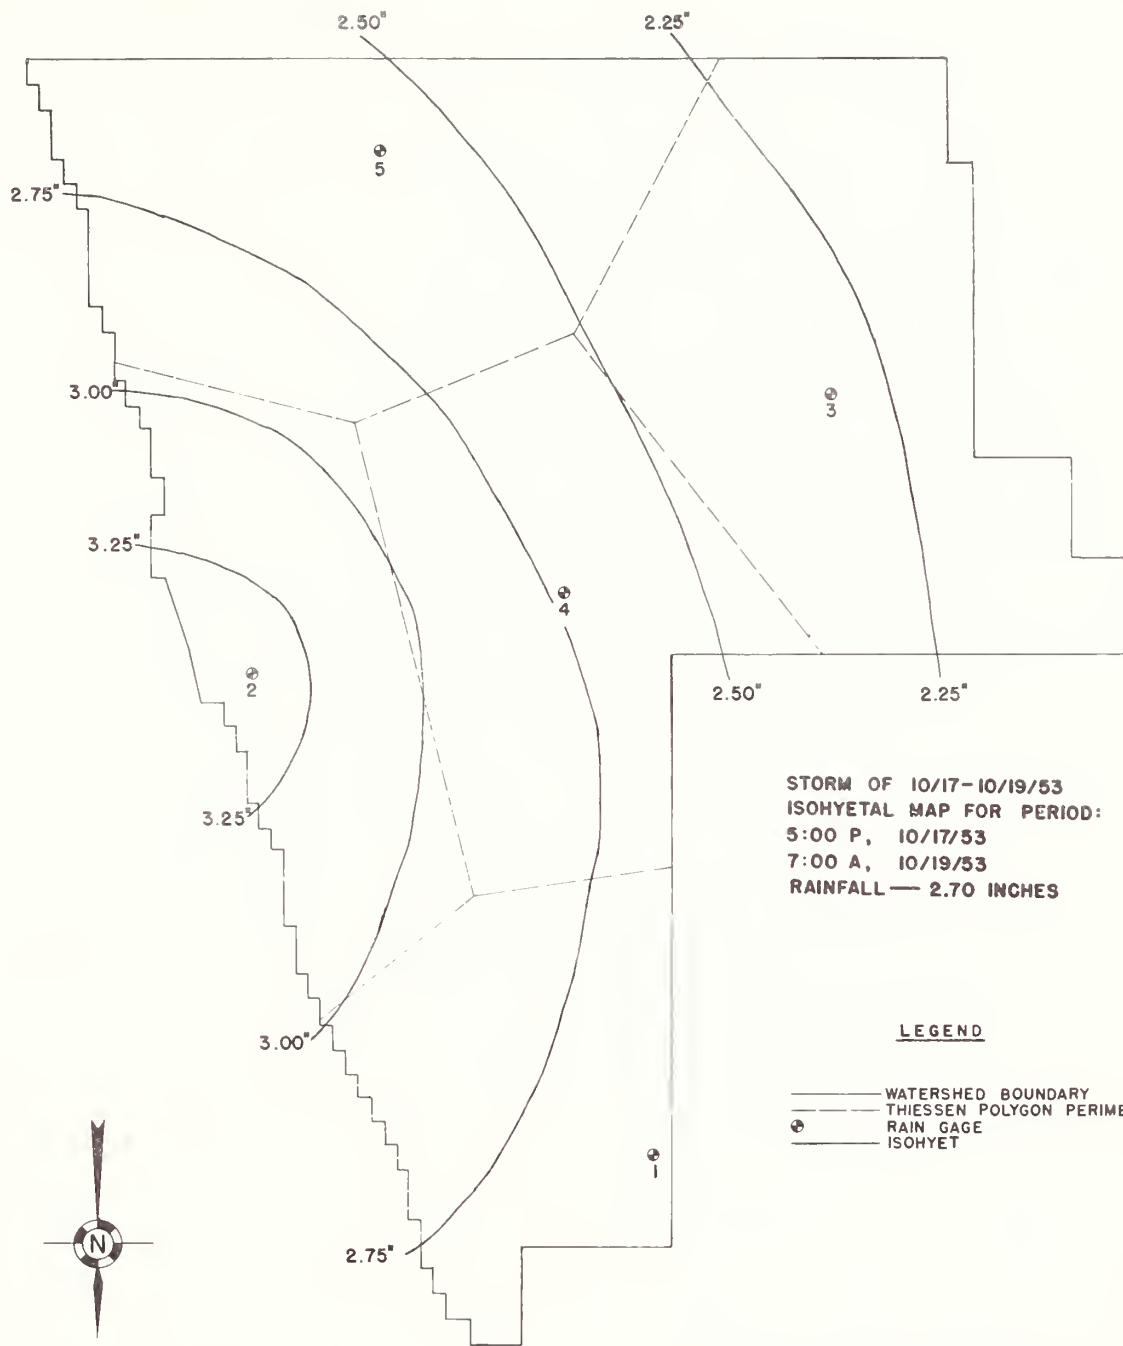 2.50"
2.25"
5
2.75"
3.00"
3
3.25"
4
2
2.50"
2.25"
3.25"
STORM OF 10/17-10/19/53
ISOHYETAL MAP FOR PERIOD:
5:00 P, 10/17/53
7:00 A, 10/19/53
RAINFALL — 2.70 INCHES
3.00"
LEGEND
WATERSHED BOUNDARY
THIESSEN POLYGON PERIME
RAIN GAGE
ISOHYET
1
N
2.75"